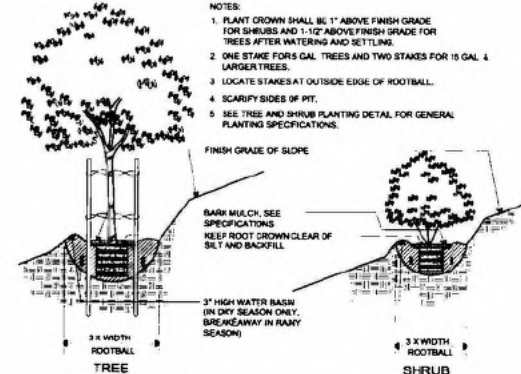 NOTES:
1. PLANT CROWN SHALL BE 1" ABOVE FINISH GRADE
FOR SHRUBS AND 1-1/2" ABOVE FINISH GRADE FOR
TREES AFTER WATERING AND SETTLING.
2. ONE STAKE FOR 5 GAL TREES AND TWO STAKES FOR 15 GAL &
LARGER TREES.
3. LOCATE STAKES AT OUTSIDE EDGE OF ROOTBALL.
4. SCARIFY SIDES OF PIT.
5 SEE TREE AND SHRUB PLANTING DETAIL FOR GENERAL
PLANTING SPECIFICATIONS.
FINISH GRADE OF SLOPE
BARK MULCH, SEE
SPECIFICATIONS
KEEP ROOT CROWN CLEAR OF
SILT AND BACKFILL
3" HIGH WATER BASIN
(IN DRY SEASON ONLY,
BREAKEAWAY IN RAINY
SEASON)
3 X WIDTH
ROOTBALL
TREE
3 X WIDTH
ROOTBALL
SHRUB